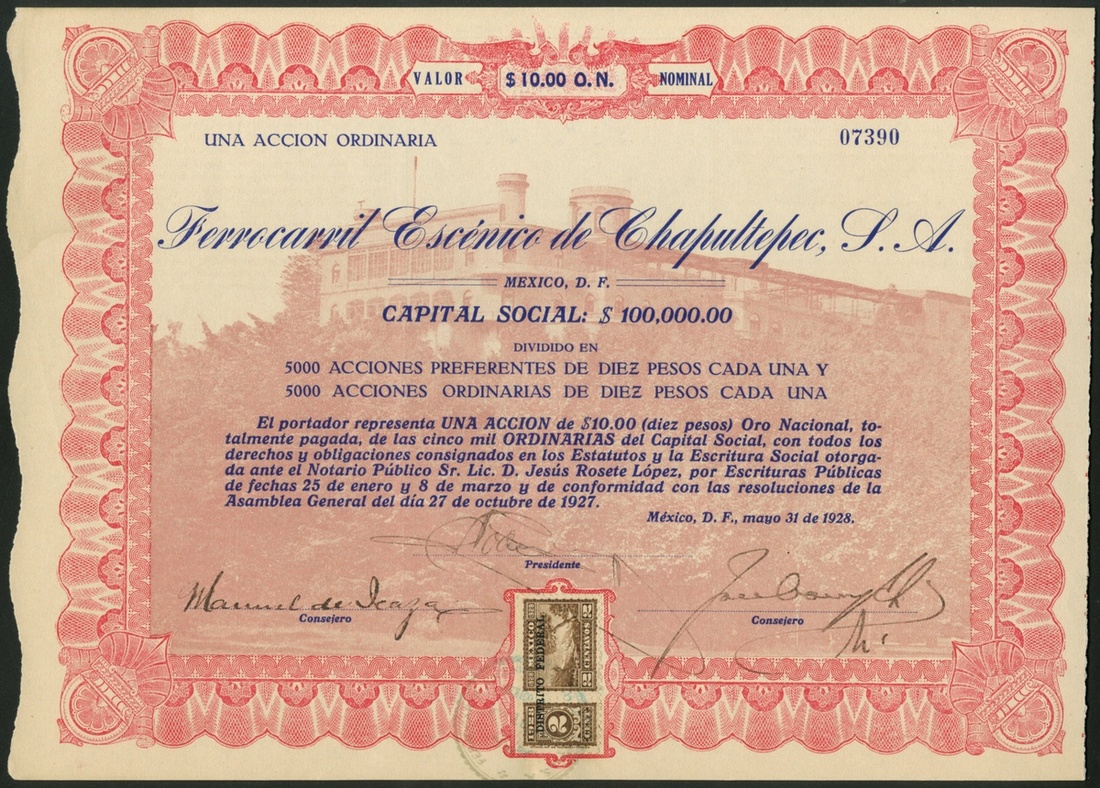 VALOR $10.00 O.N. NOMINAL
UNA ACCION ORDINARIA 07390
Ferrocarril Escénico de Chapultepec, S. A.
MEXICO, D. F.
CAPITAL SOCIAL: $ 100,000.00
DIVIDIDO EN
5000 ACCIONES PREFERENTES DE DIEZ PESOS CADA UNA Y
5000 ACCIONES ORDINARIAS DE DIEZ PESOS CADA UNA
El portador representa UNA ACCION de $10.00 (diez pesos) Oro Nacional, to-
talmente pagada, de las cinco mil ORDINARIAS del Capital Social, con todos los
derechos y obligaciones consignados en los Estatutos y la Escritura Social otorga-
da ante el Notario Público Sr. Lic. D. Jesús Rosete López, por Escrituras Públicas
de fechas 25 de enero y 8 de marzo y de conformidad con las resoluciones de la
Asamblea General del día 27 de octubre de 1927.
México, D. F., mayo 31 de 1928.
Presidente
Manuel de Icaza
Consejero
Consejero
MEXICO
DISTRITO FEDERAL
2